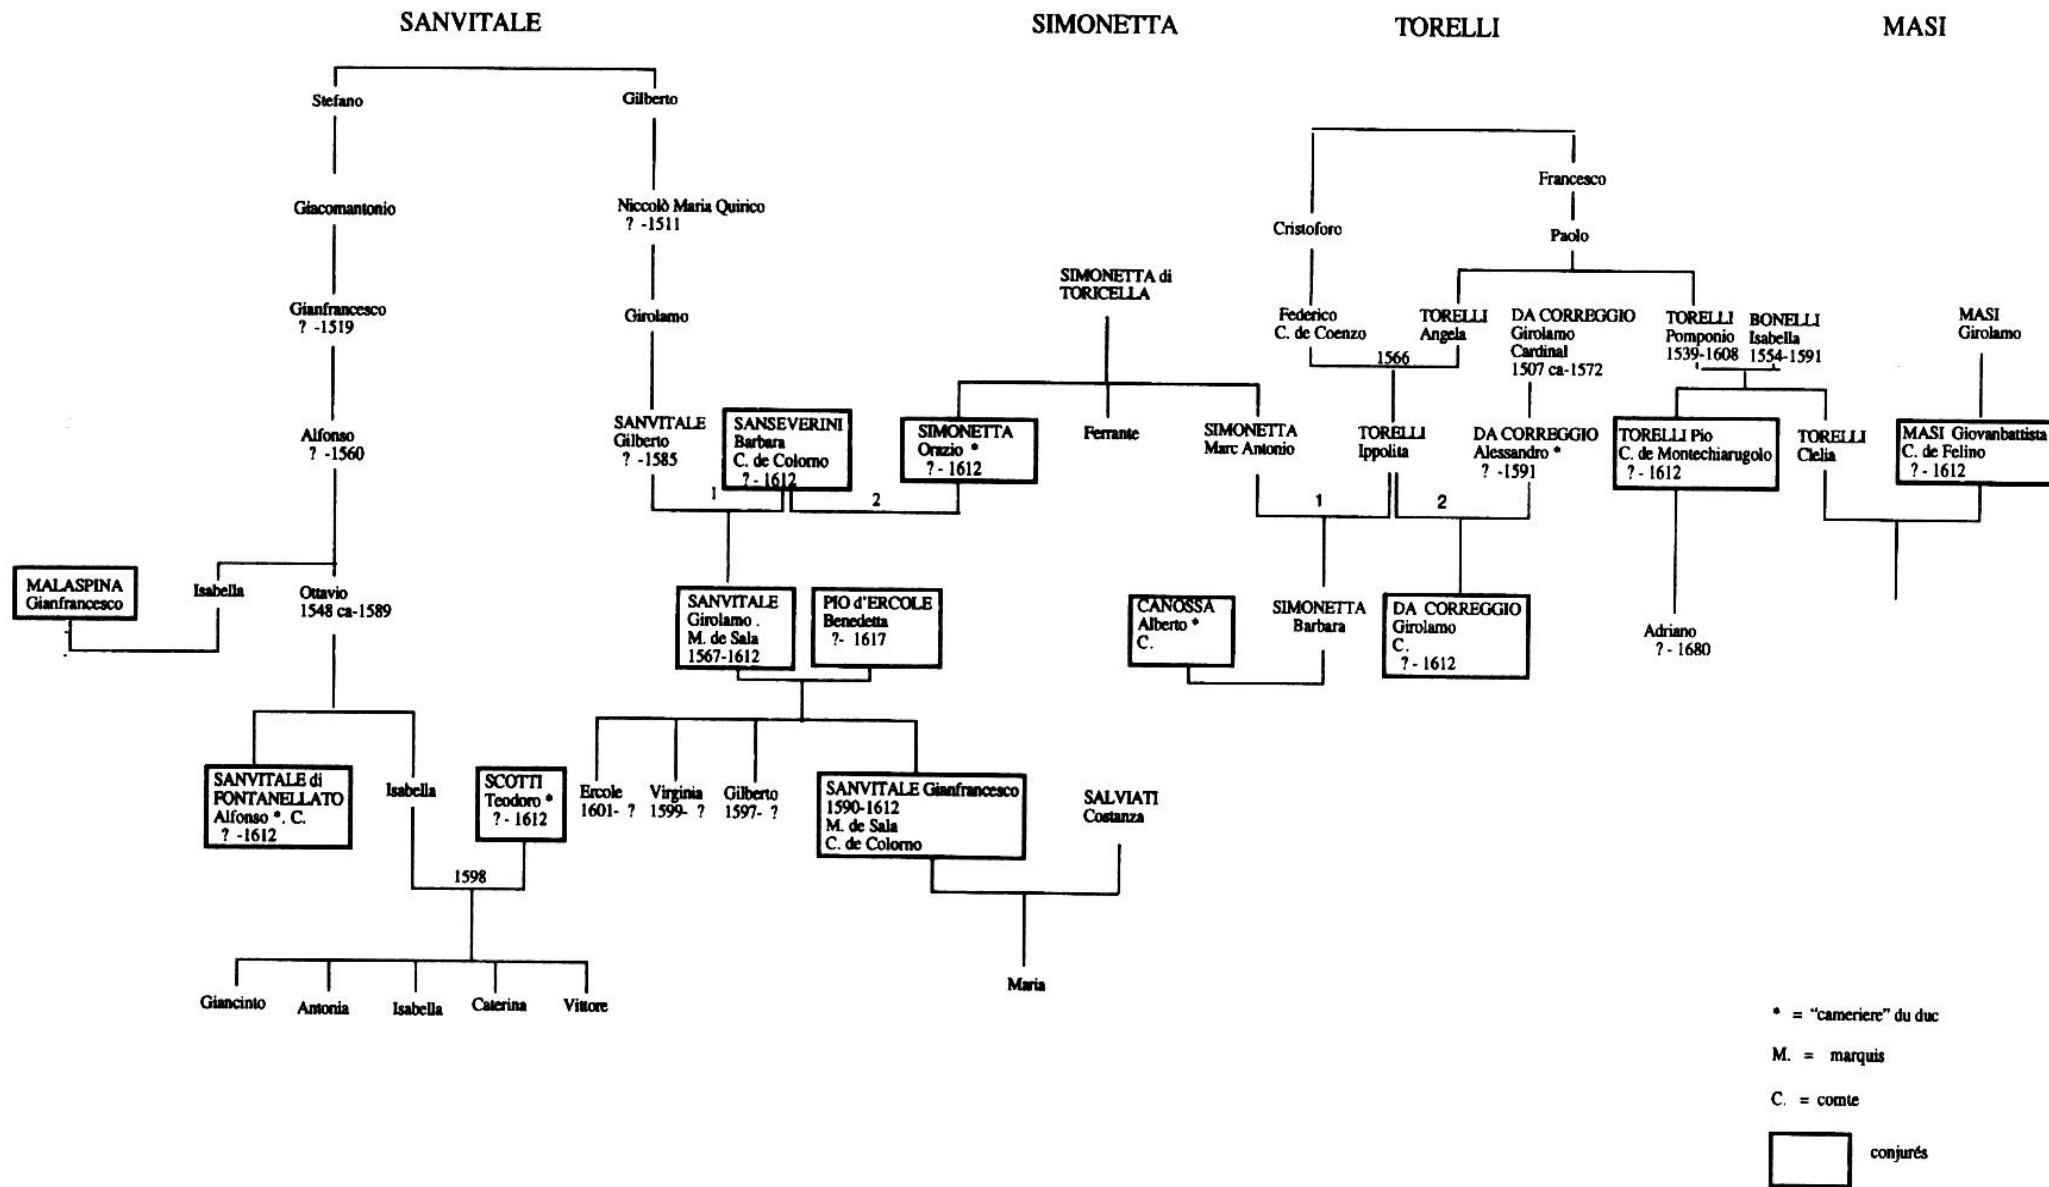 SANVITALE
SIMONETTA
TORELLI
MASI
Stefano
Gilberto
Giacomantonio
Niccolò Maria Quirico
? -1511
Gianfrancesco
? -1519
Girolamo
Alfonso
? -1560
SANVITALE
Gilberto
? -1585
SANSEVERINI
Barbara
C. de Colorno
? - 1612
1
2
MALASPINA
Gianfrancesco
Isabella
Ottavio
1548 ca-1589
SANVITALE
Girolamo .
M. de Sala
1567-1612
PIO d'ERCOLE
Benedetta
?- 1617
SANVITALE di
FONTANELLATO
Alfonso *. C.
? -1612
Isabella
SCOTTI
Teodoro *
? - 1612
1598
Ercole
1601- ?
Virginia
1599- ?
Gilberto
1597- ?
SANVITALE Gianfrancesco
1590-1612
M. de Sala
C. de Colorno
SALVIATI
Costanza
Giancinto
Antonia
Isabella
Caterina
Vittore
Maria
SIMONETTA di
TORICELLA
SIMONETTA
Orazio *
? - 1612
Ferrante
SIMONETTA
Marc Antonio
Francesco
Cristoforo
Paolo
Federico
C. de Coenzo
TORELLI
Angela
1566
DA CORREGGIO
Girolamo
Cardinal
1507 ca-1572
TORELLI
Pomponio
1539-1608
BONELLI
Isabella
1554-1591
MASI
Girolamo
TORELLI
Ippolita
DA CORREGGIO
Alessandro *
? -1591
TORELLI Pio
C. de Montechiarugolo
? - 1612
TORELLI
Clelia
MASI Giovanbattista
C. de Felino
? -1612
1
2
CANOSSA
Alberto *
C.
SIMONETTA
Barbara
DA CORREGGIO
Girolamo
C.
? - 1612
Adriano
? - 1680
* = "cameriere" du duc
M. = marquis
C. = comte
conjurés